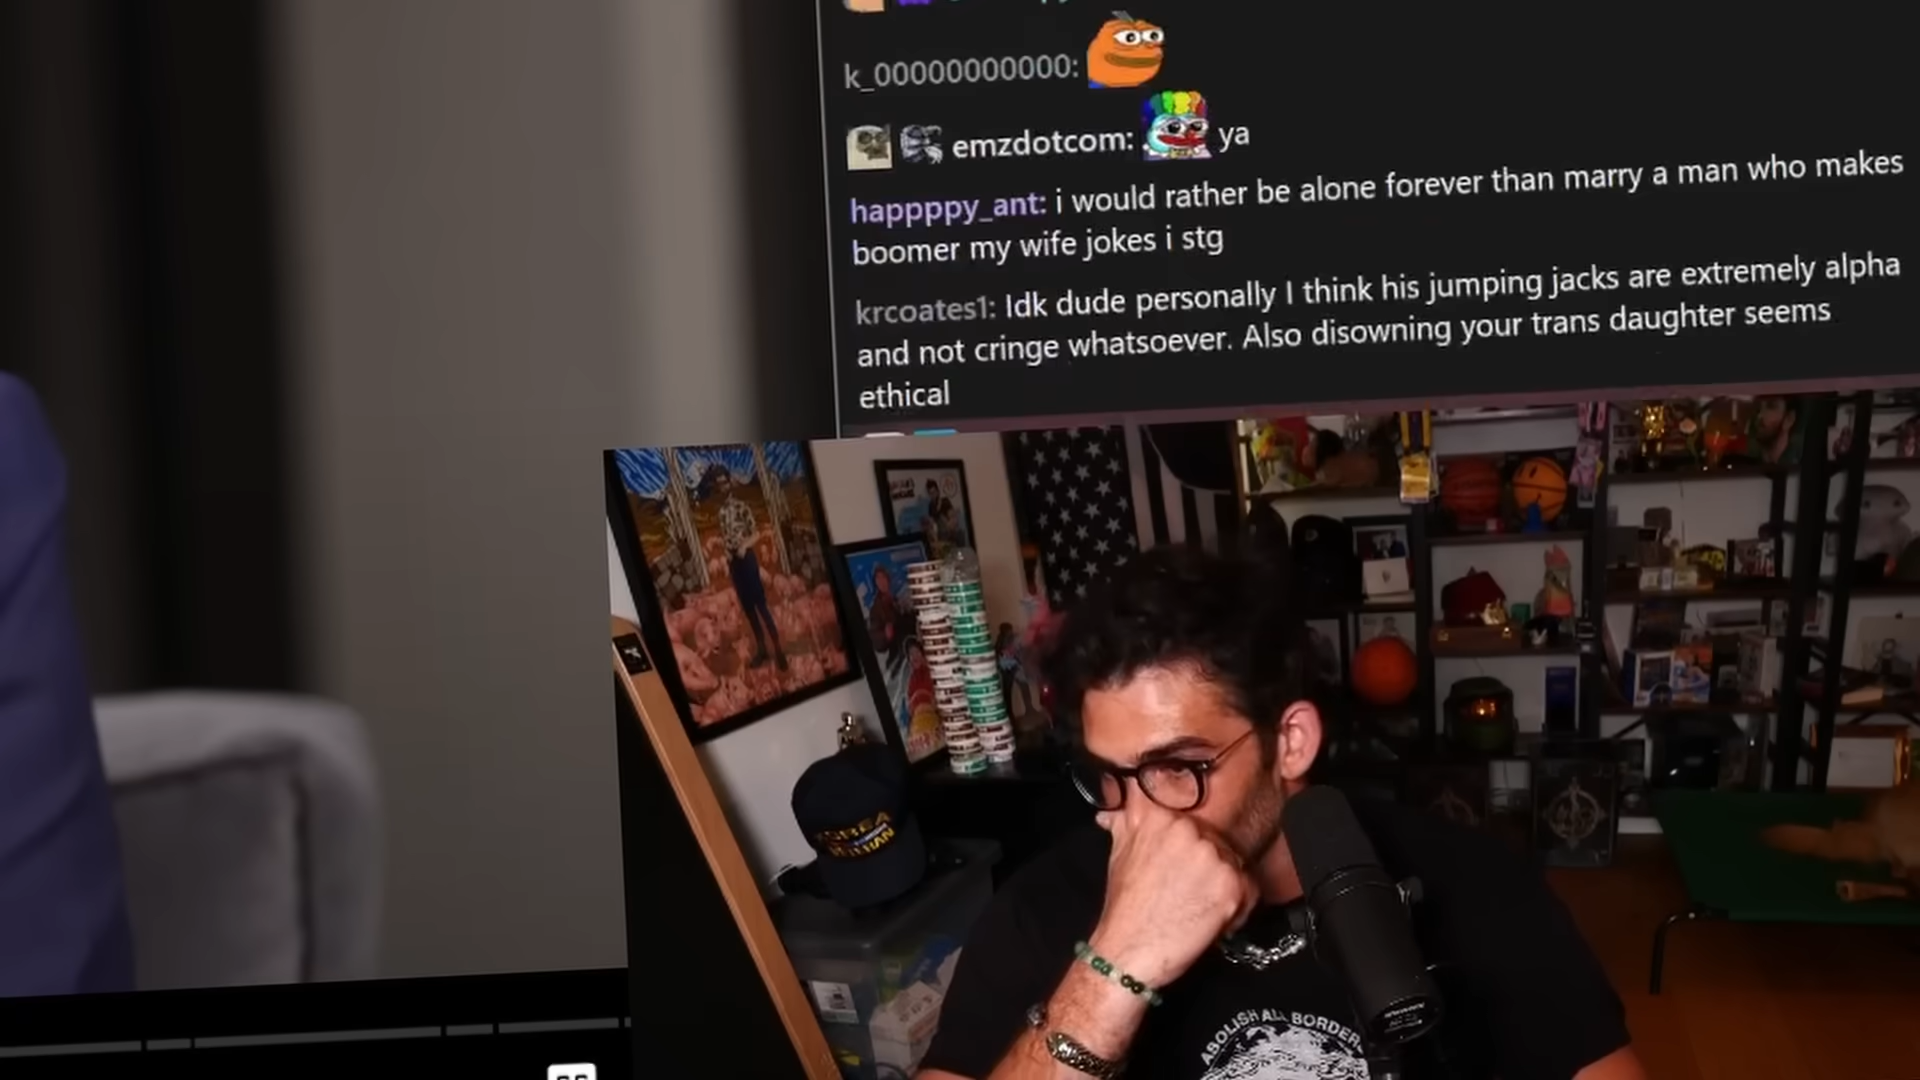 k_00000000000:
emzdotcom: ya
happppy_ant: i would rather be alone forever than marry a man who makes
boomer my wife jokes i stg
krcoates1: Idk dude personally I think his jumping jacks are extremely alpha
and not cringe whatsoever. Also disowning your trans daughter seems
ethical
KOREA
VETERAN
ABOLISH ALL BORDERS